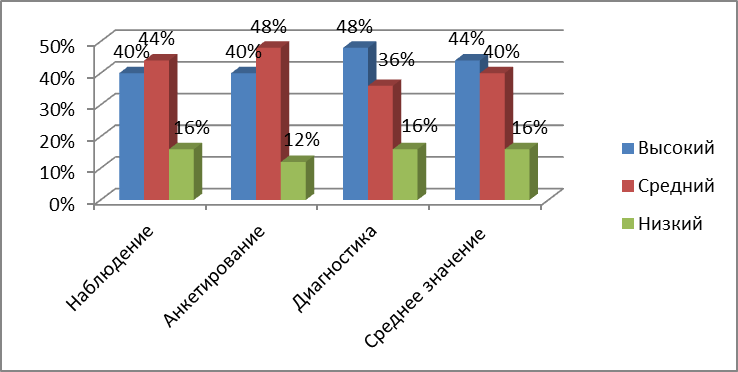 50%
40%
30%
20%
10%
0%
40%
44%
16%
40%
48%
12%
48%
36%
16%
44%
40%
16%
Наблюдение
Анкетирование
Диагностика
Среднее значение
Высокий
Средний
Низкий